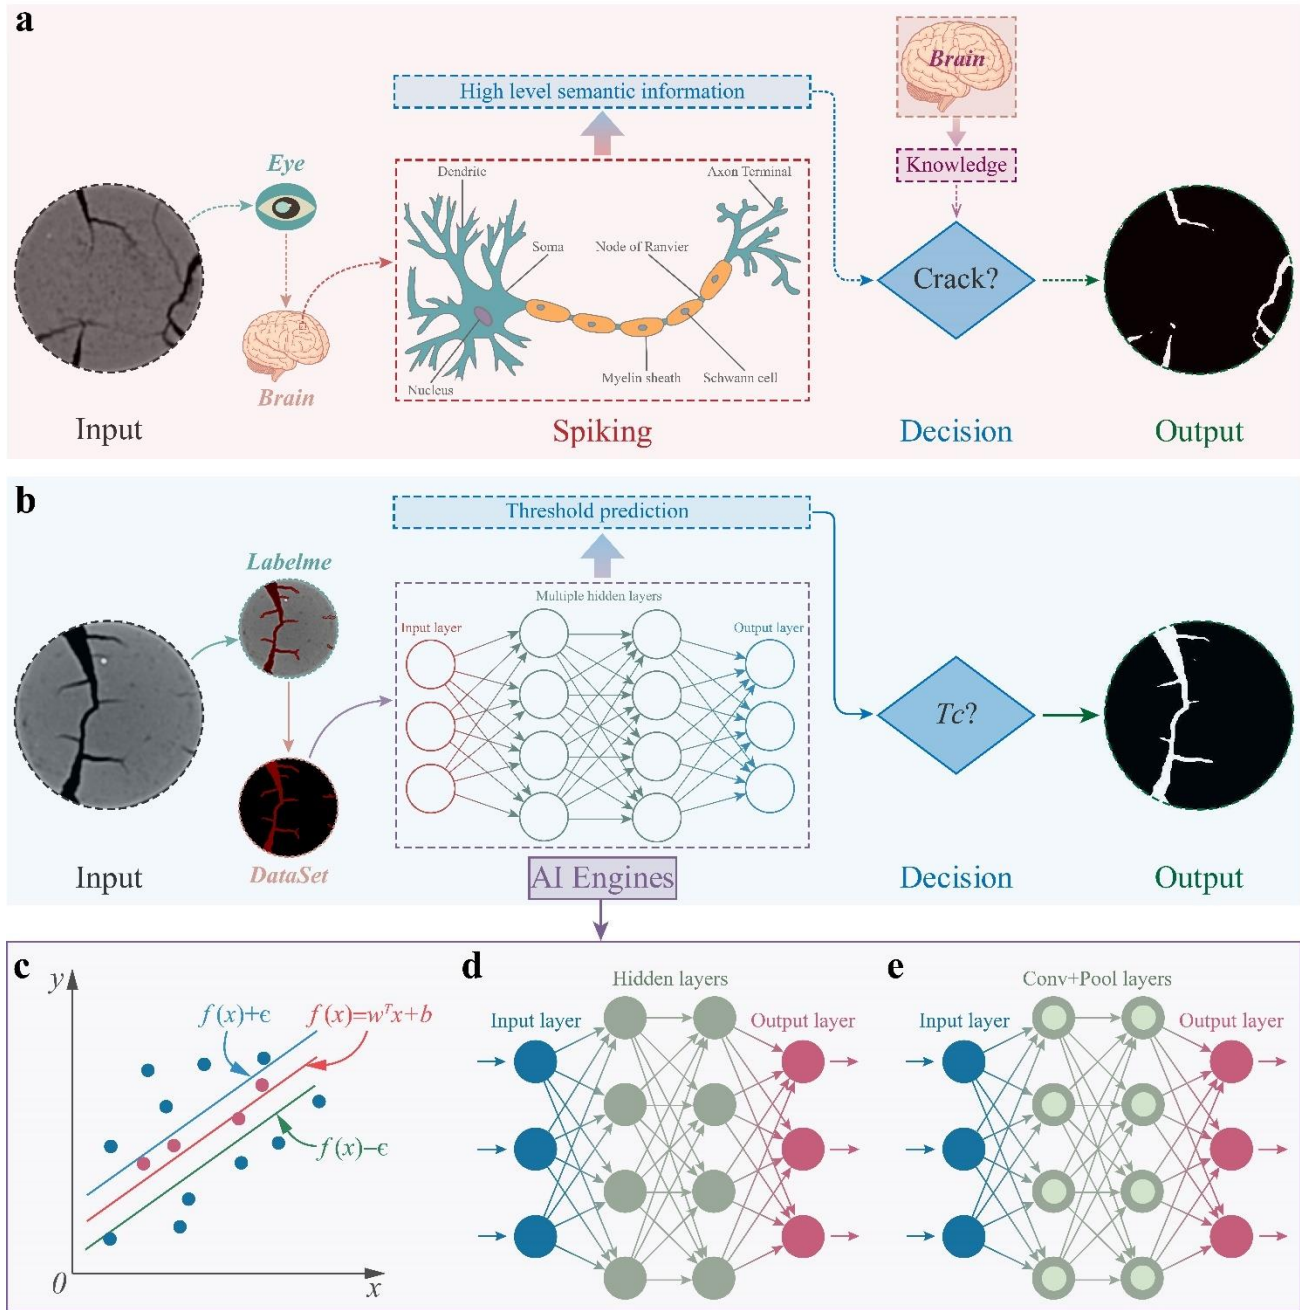 a
Brain
High level semantic information
Knowledge
Eye
Dendrite
Axon Terminal
Soma
Node of Ranvier
Crack?
Nucleus
Myelin sheath
Schwann cell
Brain
Input
Spiking
Decision
Output
b
Threshold prediction
Labelme
Multiple hidden layers
Input layer
Output layer
Tc?
DataSet
Input
AI Engines
Decision
Output
c
y
f(x)+ϵ
f(x)=wᵀx+b
f(x)−ϵ
0
x
d
Hidden layers
Input layer
Output layer
e
Conv+Pool layers
Input layer
Output layer